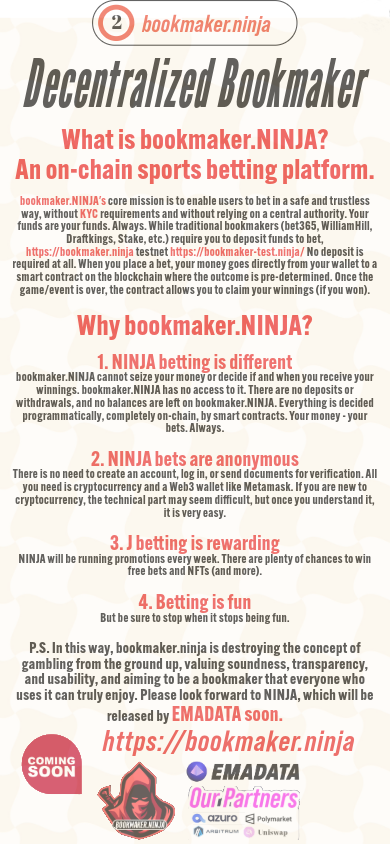 2 bookmaker.ninja
Decentralized Bookmaker
What is bookmaker.NINJA?
An on-chain sports betting platform.
bookmaker.NINJA's core mission is to enable users to bet in a safe and trustless
way, without KYC requirements and without relying on a central authority. Your
funds are your funds. Always. While traditional bookmakers (bet365, WilliamHill,
Draftkings, Stake, etc.) require you to deposit funds to bet,
https://bookmaker.ninja testnet https://bookmaker-test.ninja/ No deposit is
required at all. When you place a bet, your money goes directly from your wallet to a
smart contract on the blockchain where the outcome is pre-determined. Once the
game/event is over, the contract allows you to claim your winnings (if you won).
Why bookmaker.NINJA?
1. NINJA betting is different
bookmaker.NINJA cannot seize your money or decide if and when you receive your
winnings. bookmaker.NINJA has no access to it. There are no deposits or
withdrawals, and no balances are left on bookmaker.NINJA. Everything is decided
programmatically, completely on-chain, by smart contracts. Your money - your
bets. Always.
2. NINJA bets are anonymous
There is no need to create an account, log in, or send documents for verification. All
you need is cryptocurrency and a Web3 wallet like Metamask. If you are new to
cryptocurrency, the technical part may seem difficult, but once you understand it,
it is very easy.
3. J betting is rewarding
NINJA will be running promotions every week. There are plenty of chances to win
free bets and NFTs (and more).
4. Betting is fun
But be sure to stop when it stops being fun.
P.S. In this way, bookmaker.ninja is destroying the concept of
gambling from the ground up, valuing soundness, transparency,
and usability, and aiming to be a bookmaker that everyone who
uses it can truly enjoy. Please look forward to NINJA, which will be
released by EMADATA soon.
https://bookmaker.ninja
COMING
SOON
BOOKMAKER.NINJA
EMADATA
Our Partners
azuro Polymarket
ARBITRUM Uniswap